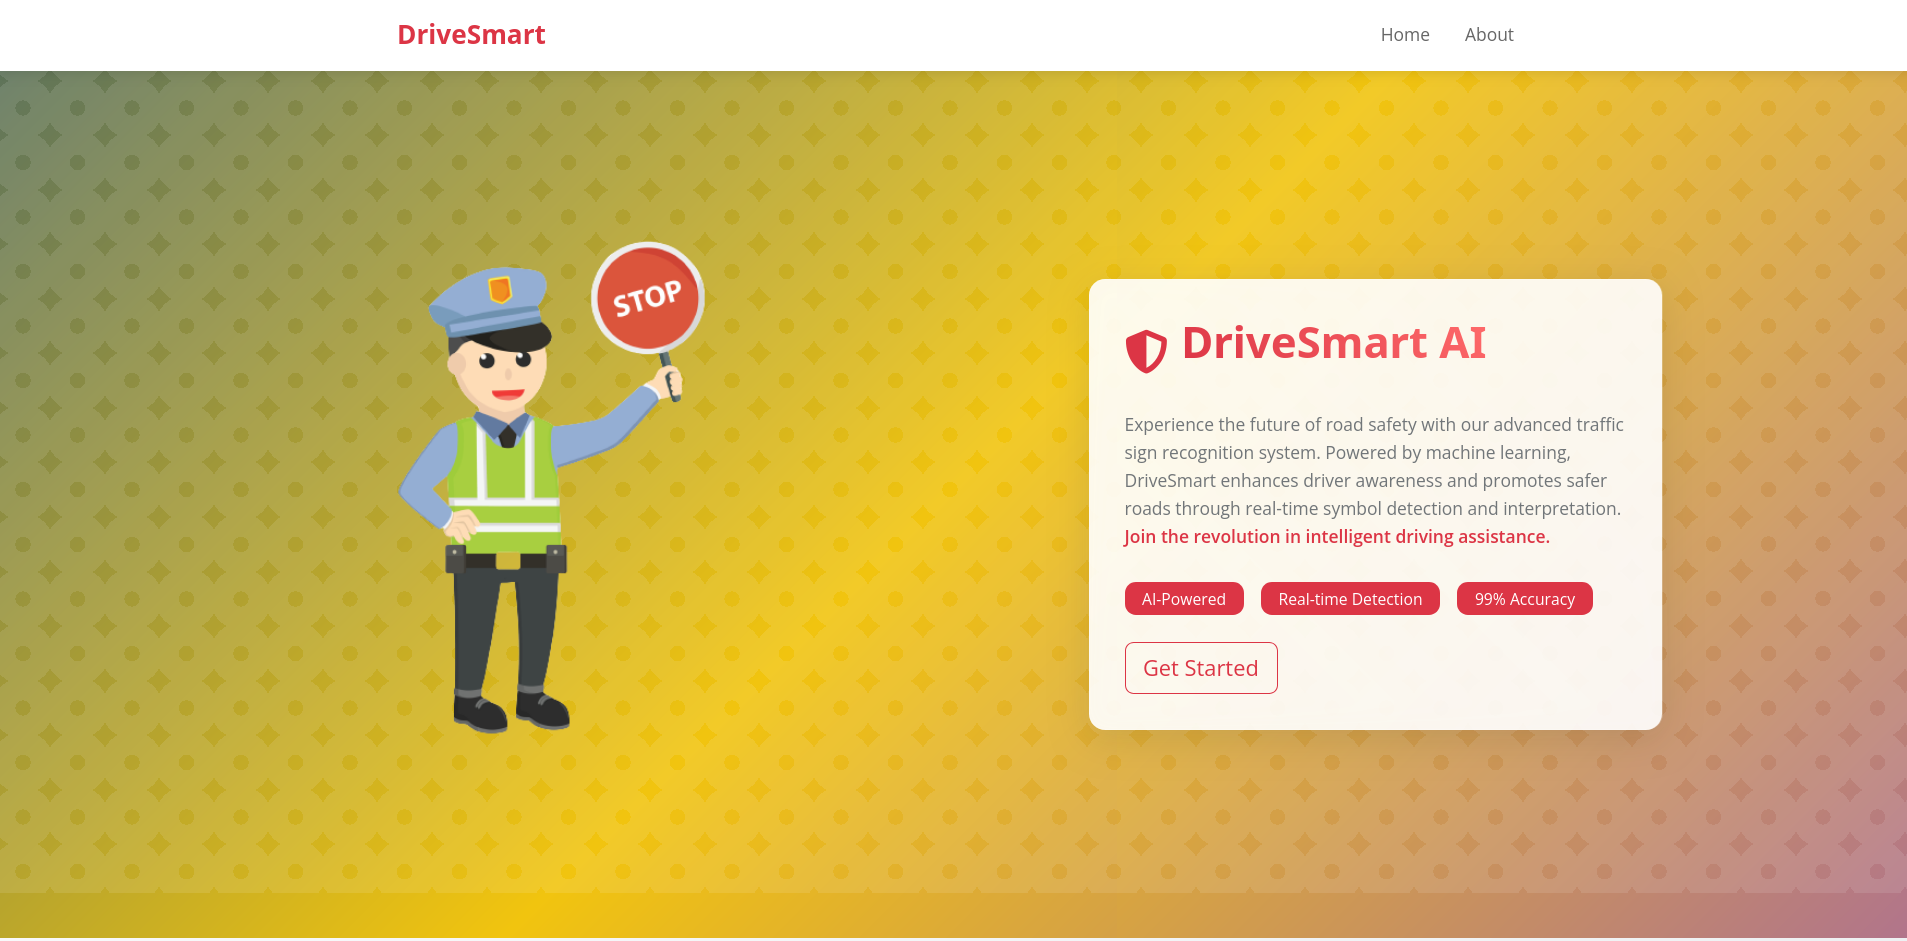 DriveSmart
Home
About
STOP
DriveSmart AI
Experience the future of road safety with our advanced traffic
sign recognition system. Powered by machine learning,
DriveSmart enhances driver awareness and promotes safer
roads through real-time symbol detection and interpretation.
Join the revolution in intelligent driving assistance.
AI-Powered
Real-time Detection
99% Accuracy
Get Started